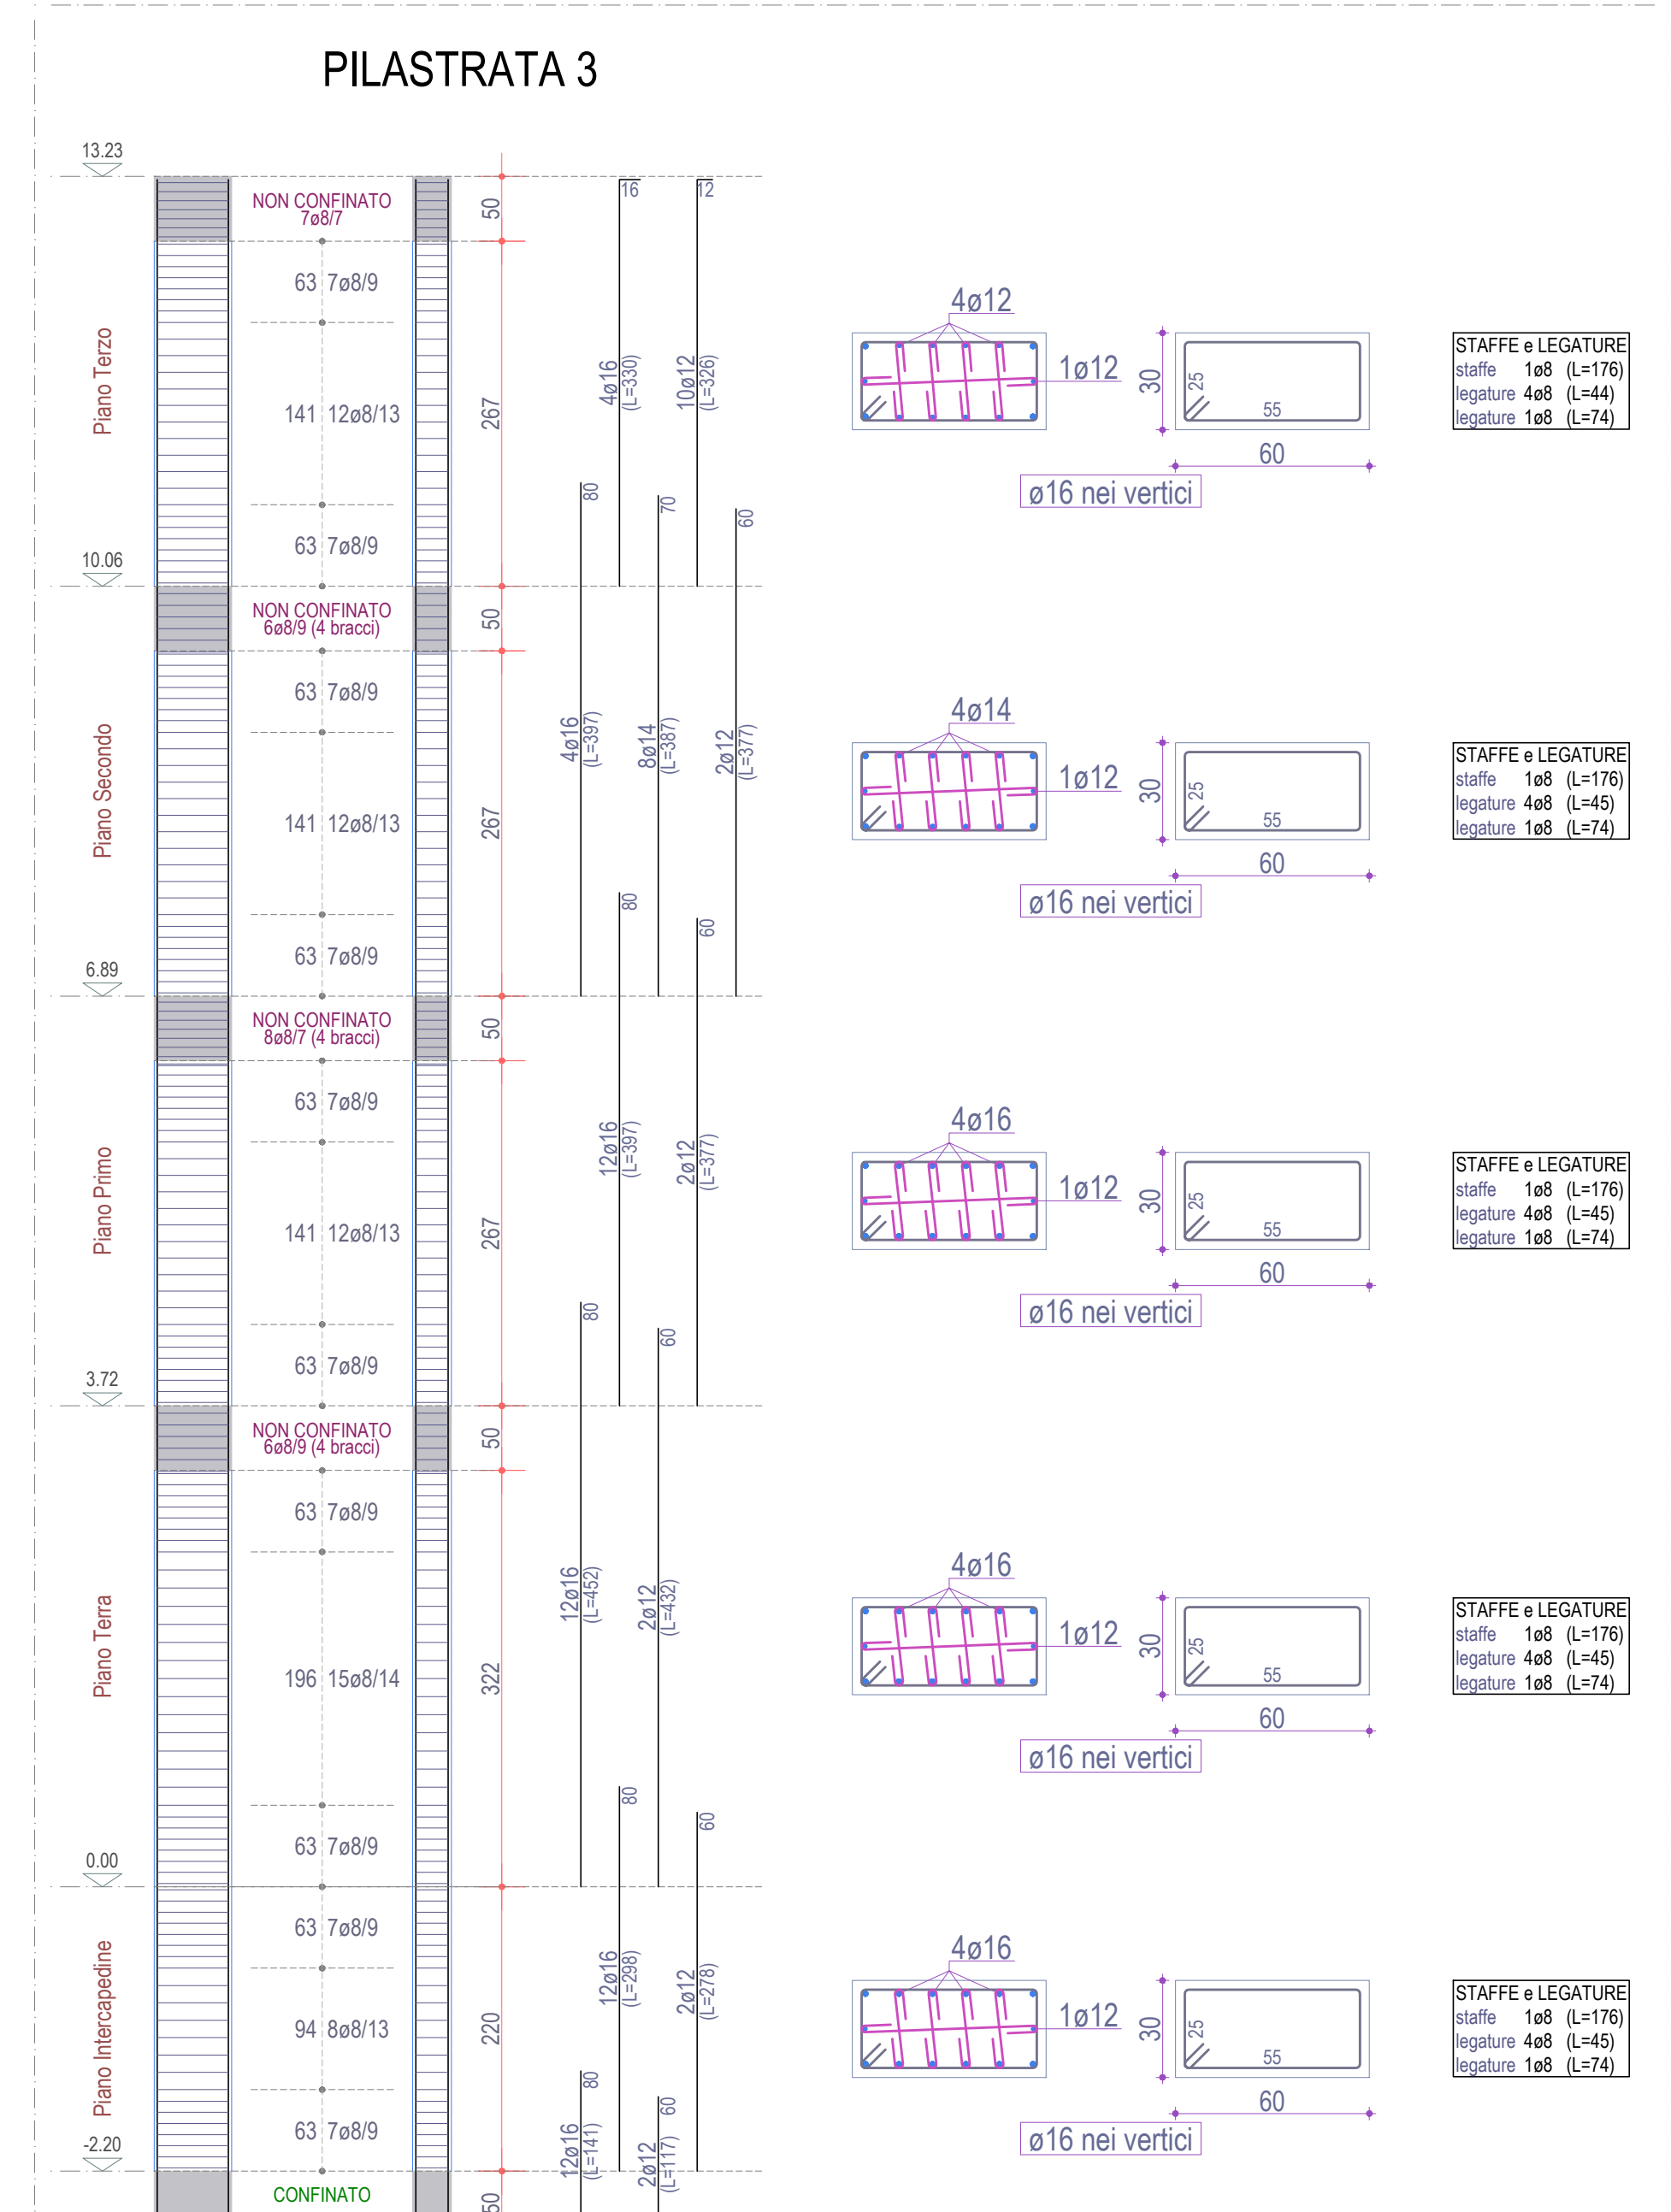 PILASTRATA 3
13.23
NON CONFINATO
7ø8/7
50
16
12
63 7ø8/9
Piano Terzo
141 12ø8/13
267
4ø16
(L=330)
10ø12
(L=326)
63 7ø8/9
80
70
60
4ø12
1ø12
30
25
55
60
ø16 nei vertici
STAFFE e LEGATURE
staffe 1ø8 (L=176)
legature 4ø8 (L=44)
legature 1ø8 (L=74)
10.06
NON CONFINATO
6ø8/9 (4 bracci)
50
63 7ø8/9
Piano Secondo
141 12ø8/13
267
4ø16
(L=397)
8ø14
(L=387)
2ø12
(L=377)
63 7ø8/9
80
60
4ø14
1ø12
30
25
55
60
ø16 nei vertici
STAFFE e LEGATURE
staffe 1ø8 (L=176)
legature 4ø8 (L=45)
legature 1ø8 (L=74)
6.89
NON CONFINATO
8ø8/7 (4 bracci)
50
63 7ø8/9
Piano Primo
141 12ø8/13
267
12ø16
(L=397)
2ø12
(L=377)
63 7ø8/9
80
60
4ø16
1ø12
30
25
55
60
ø16 nei vertici
STAFFE e LEGATURE
staffe 1ø8 (L=176)
legature 4ø8 (L=45)
legature 1ø8 (L=74)
3.72
NON CONFINATO
6ø8/9 (4 bracci)
50
63 7ø8/9
Piano Terra
196 15ø8/14
322
12ø16
(L=452)
2ø12
(L=432)
63 7ø8/9
80
60
4ø16
1ø12
30
25
55
60
ø16 nei vertici
STAFFE e LEGATURE
staffe 1ø8 (L=176)
legature 4ø8 (L=45)
legature 1ø8 (L=74)
0.00
63 7ø8/9
Piano Intercapedine
94 8ø8/13
220
12ø16
(L=298)
2ø12
(L=278)
63 7ø8/9
80
60
12ø16
(L=141)
2ø12
(L=117)
4ø16
1ø12
30
25
55
60
ø16 nei vertici
STAFFE e LEGATURE
staffe 1ø8 (L=176)
legature 4ø8 (L=45)
legature 1ø8 (L=74)
-2.20
CONFINATO
50